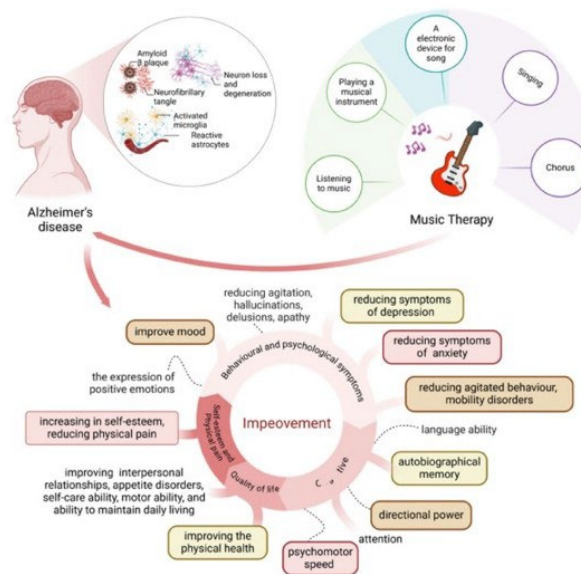 Amyloid
β plaque
Neuron loss
and
degeneration
Neurofibrillary
tangle
Activated
microglia
Reactive
astrocytes
Alzheimer's
disease
A
electronic
device for
song
Playing a
musical
instrument
Singing
Listening
to music
Chorus
Music Therapy
reducing agitation,
hallucinations,
delusions, apathy
reducing symptoms
of depression
improve mood
reducing symptoms
of anxiety
the expression of
positive emotions
reducing agitated behaviour,
mobility disorders
Behavioural and psychological symptoms
increasing in self-esteem,
reducing physical pain
Self-esteem and
Physical pain
Impeovement
language ability
autobiographical
memory
improving interpersonal
relationships, appetite disorders,
self-care ability, motor ability, and
ability to maintain daily living
Quality of life
directional power
attention
improving the
physical health
psychomotor
speed